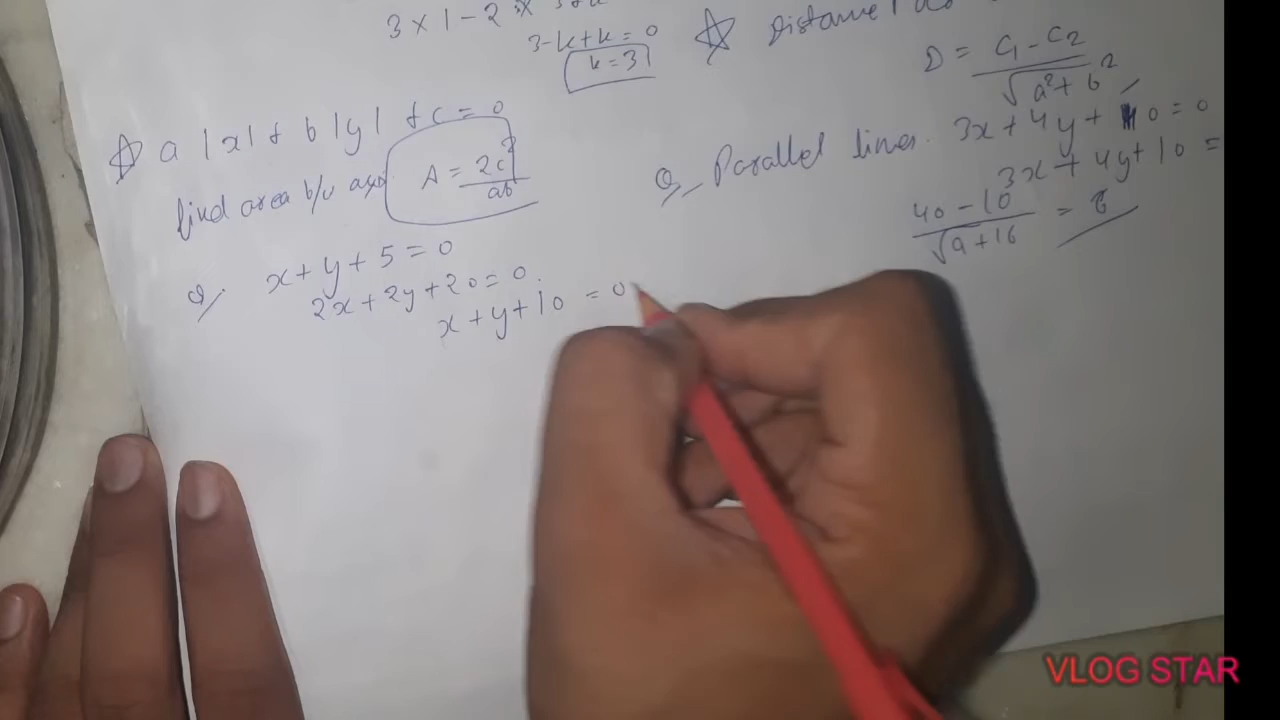 3 × 1 - 2 ×
3-k+k = 0
k = 3
☆ Distance
D = C1 - C2 / √a²+b²
☆ a |x| + b |y| + c = 0
find area b/w axis.
A = 2c² / ab
Q, Parallel lines. 3x + 4y + 40 = 0
3x + 4y + 10 =
40 - 10 / √9+16 = 6
Q. x + y + 5 = 0
2x + 2y + 20 = 0.
x + y + 10 = 0
VLOG STAR